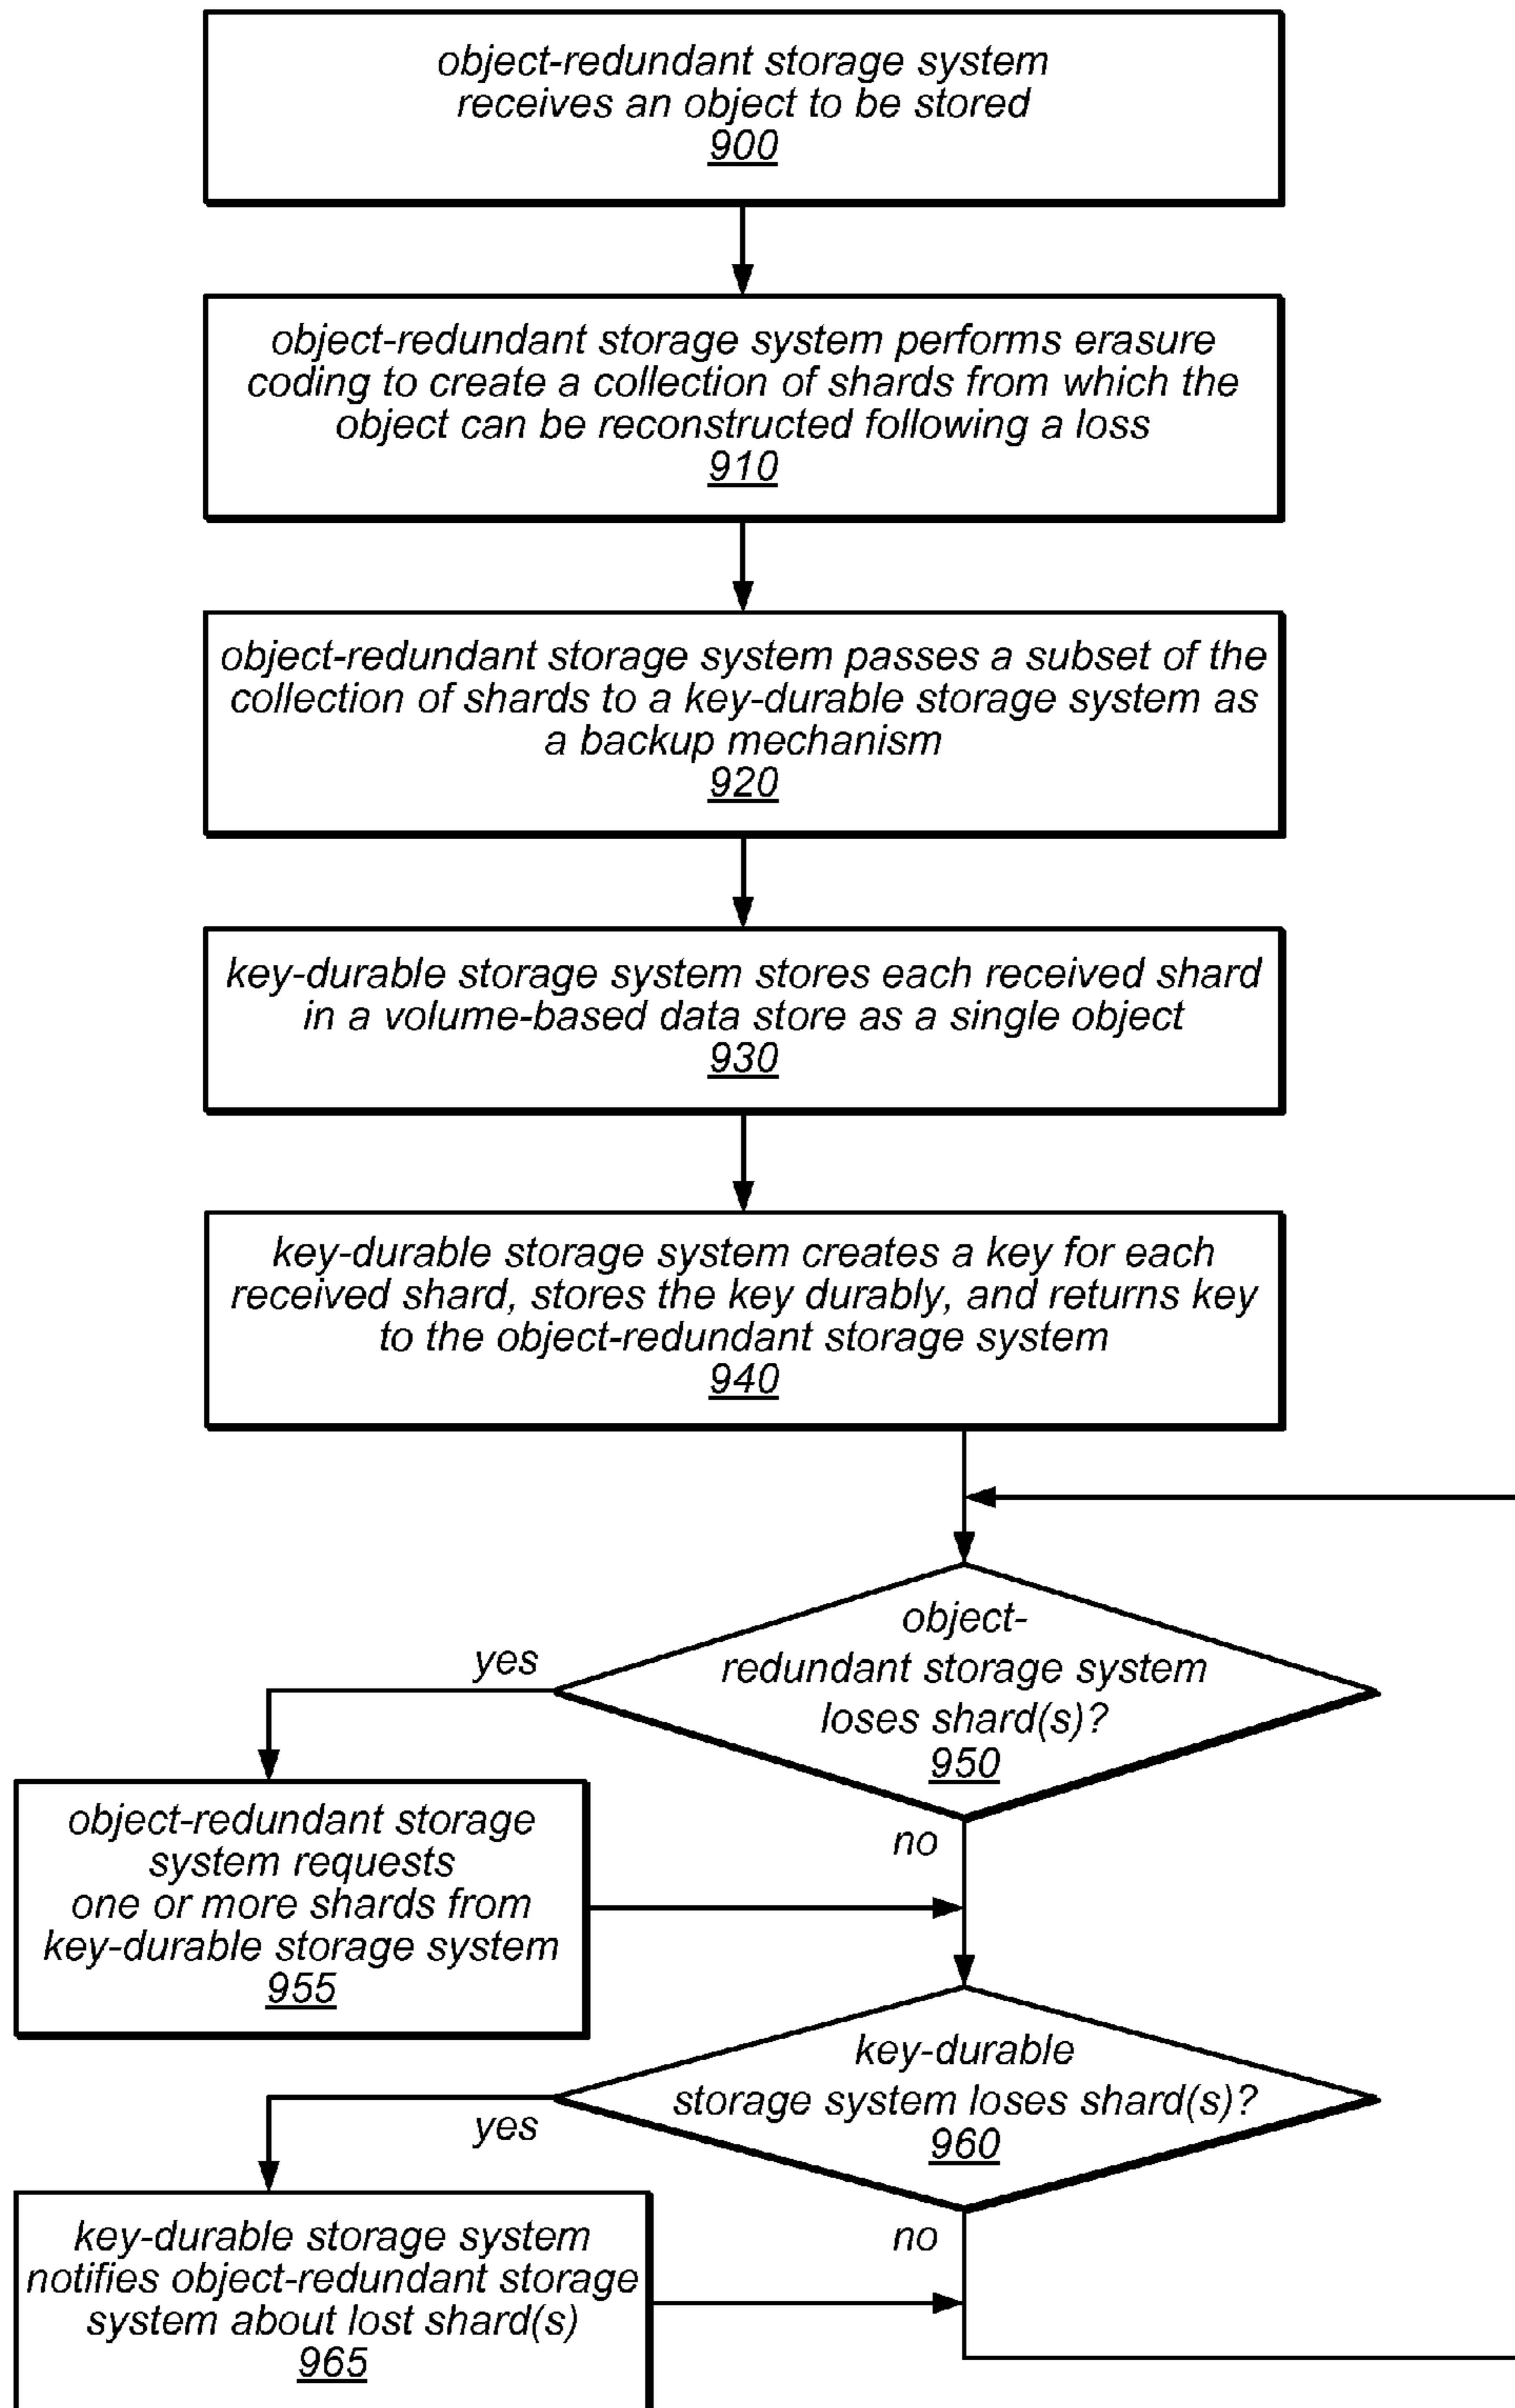 object-redundant storage system
receives an object to be stored
900
object-redundant storage system performs erasure
coding to create a collection of shards from which the
object can be reconstructed following a loss
910
object-redundant storage system passes a subset of the
collection of shards to a key-durable storage system as
a backup mechanism
920
key-durable storage system stores each received shard
in a volume-based data store as a single object
930
key-durable storage system creates a key for each
received shard, stores the key durably, and returns key
to the object-redundant storage system
940
object-
redundant storage system
loses shard(s)?
950
yes
no
object-redundant storage
system requests
one or more shards from
key-durable storage system
955
key-durable
storage system loses shard(s)?
960
yes
no
key-durable storage system
notifies object-redundant storage
system about lost shard(s)
965